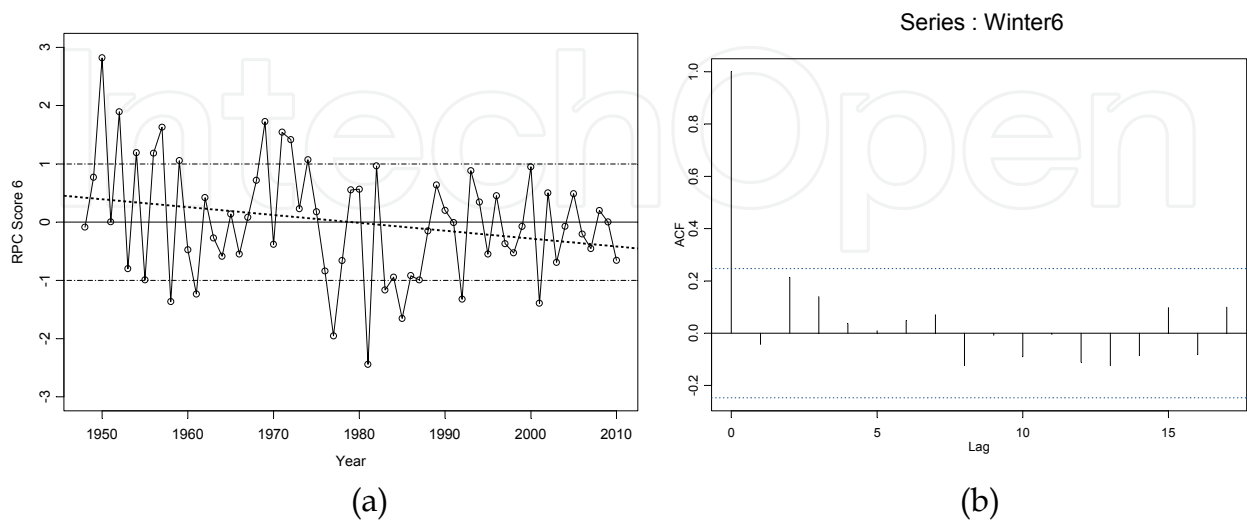 Series : Winter6
IntechOpen
3
2
1
0
-1
-2
-3
RPC Score 6
1950 1960 1970 1980 1990 2000 2010
Year
(a)
1.0
0.8
0.6
0.4
0.2
0.0
-0.2
ACF
0 5 10 15
Lag
(b)